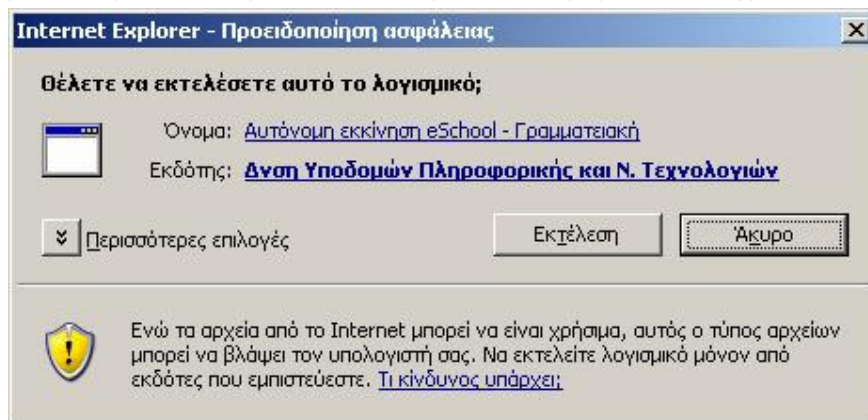 Internet Explorer - Προειδοποίηση ασφάλειας
Θέλετε να εκτελέσετε αυτό το λογισμικό;
Όνομα: Αυτόνομη εκκίνηση eSchool - Γραμματειακή
Εκδότης: Δνση Υποδομών Πληροφορικής και Ν. Τεχνολογιών
Περισσότερες επιλογές
Εκτέλεση
Άκυρο
Ενώ τα αρχεία από το Internet μπορεί να είναι χρήσιμα, αυτός ο τύπος αρχείων
μπορεί να βλάψει τον υπολογιστή σας. Να εκτελείτε λογισμικό μόνον από
εκδότες που εμπιστεύεστε. Τι κίνδυνος υπάρχει;